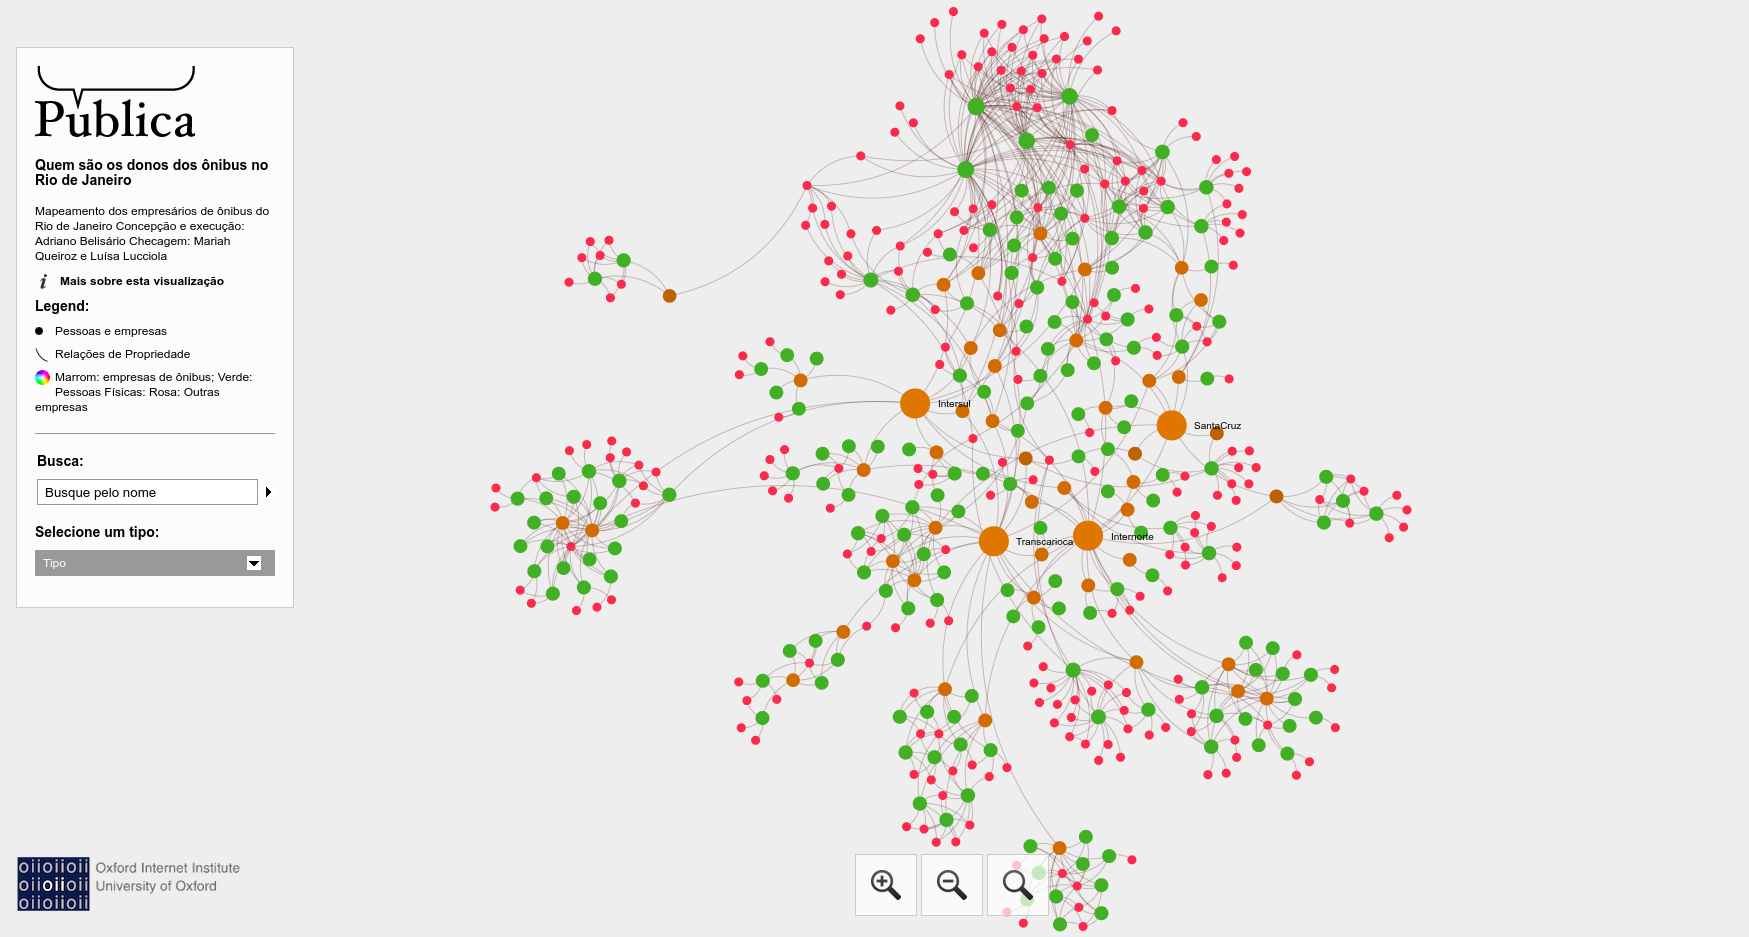 Pública
Quem são os donos dos ônibus no
Rio de Janeiro
Mapeamento dos empresários de ônibus do
Rio de Janeiro Concepção e execução:
Adriano Belisário Checagem: Mariah
Queiroz e Luísa Lucciola
i Mais sobre esta visualização
Legend:
Pessoas e empresas
Relações de Propriedade
Marrom: empresas de ônibus; Verde:
Pessoas Físicas: Rosa: Outras
empresas
Busca:
Busque pelo nome
Selecione um tipo:
Tipo
Intersul
SantaCruz
Transcarioca
Internorte
oiioiioii
oiioiioii
oiioiioii
Oxford Internet Institute
University of Oxford